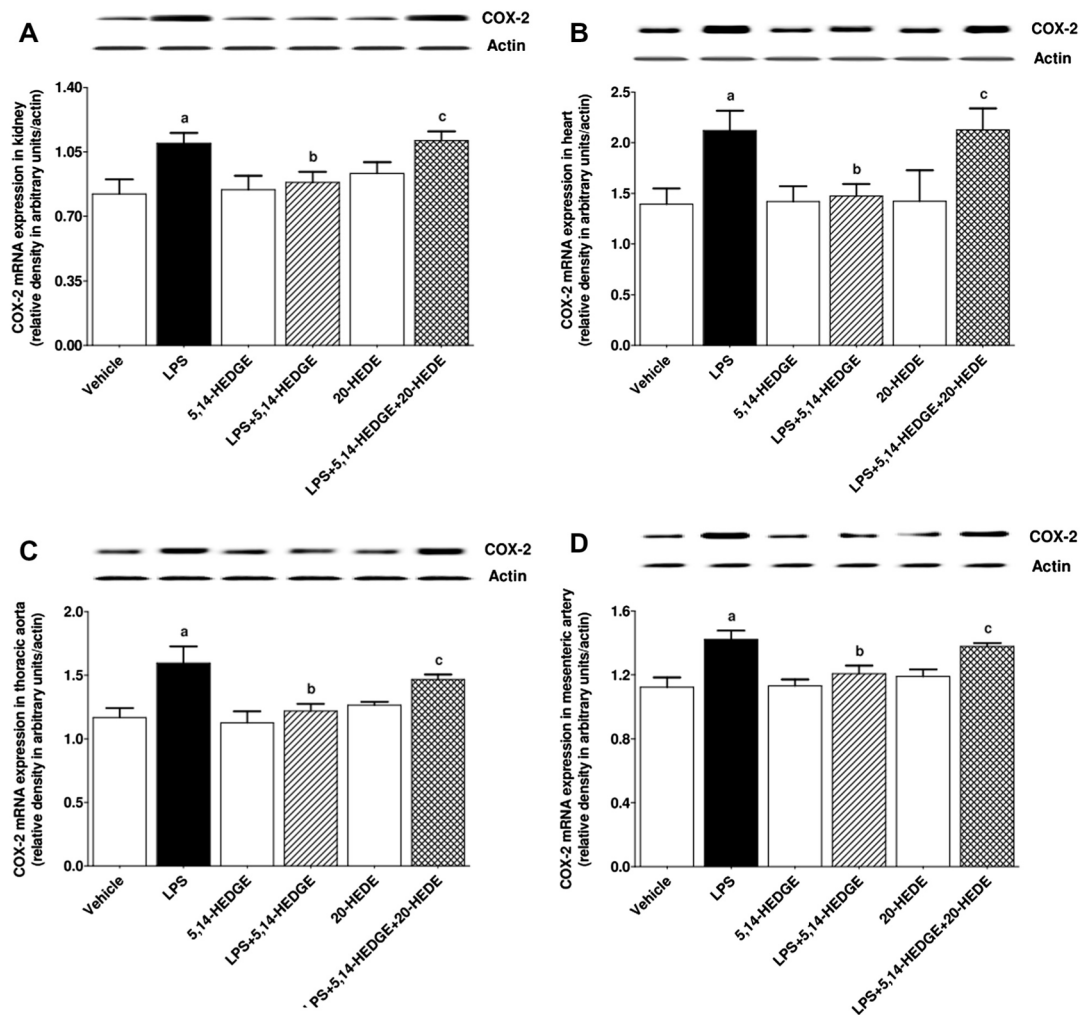 A
COX-2
Actin
COX-2 mRNA expression in kidney
(relative density in arbitrary units/actin)
1.40
1.05
0.70
0.35
0.00
a
b
c
Vehicle
LPS
5,14-HEDGE
LPS+5,14-HEDGE
20-HEDE
LPS+5,14-HEDGE+20-HEDE
B
COX-2
Actin
COX-2 mRNA expression in heart
(relative density in arbitrary units/actin)
2.5
2.0
1.5
1.0
0.5
0.0
a
b
c
Vehicle
LPS
5,14-HEDGE
LPS+5,14-HEDGE
20-HEDE
LPS+5,14-HEDGE+20-HEDE
C
COX-2
Actin
COX-2 mRNA expression in thoracic aorta
(relative density in arbitrary units/actin)
2.0
1.5
1.0
0.5
0.0
a
b
c
Vehicle
LPS
5,14-HEDGE
LPS+5,14-HEDGE
20-HEDE
LPS+5,14-HEDGE+20-HEDE
D
COX-2
Actin
COX-2 mRNA expression in mesenteric artery
(relative density in arbitrary units/actin)
1.6
1.2
0.8
0.4
0.0
a
b
c
Vehicle
LPS
5,14-HEDGE
LPS+5,14-HEDGE
20-HEDE
LPS+5,14-HEDGE+20-HEDE